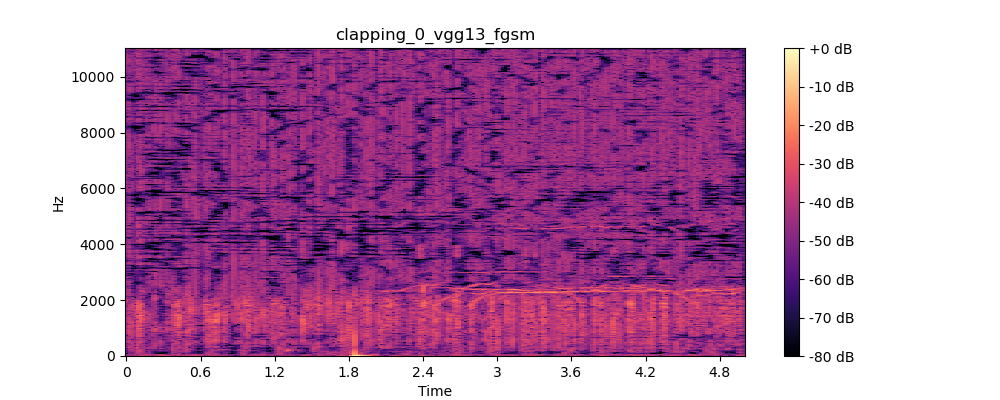 clapping_0_vgg13_fgsm
10000
8000
6000
4000
2000
0
Hz
0 0.6 1.2 1.8 2.4 3 3.6 4.2 4.8
Time
+0 dB
-10 dB
-20 dB
-30 dB
-40 dB
-50 dB
-60 dB
-70 dB
-80 dB